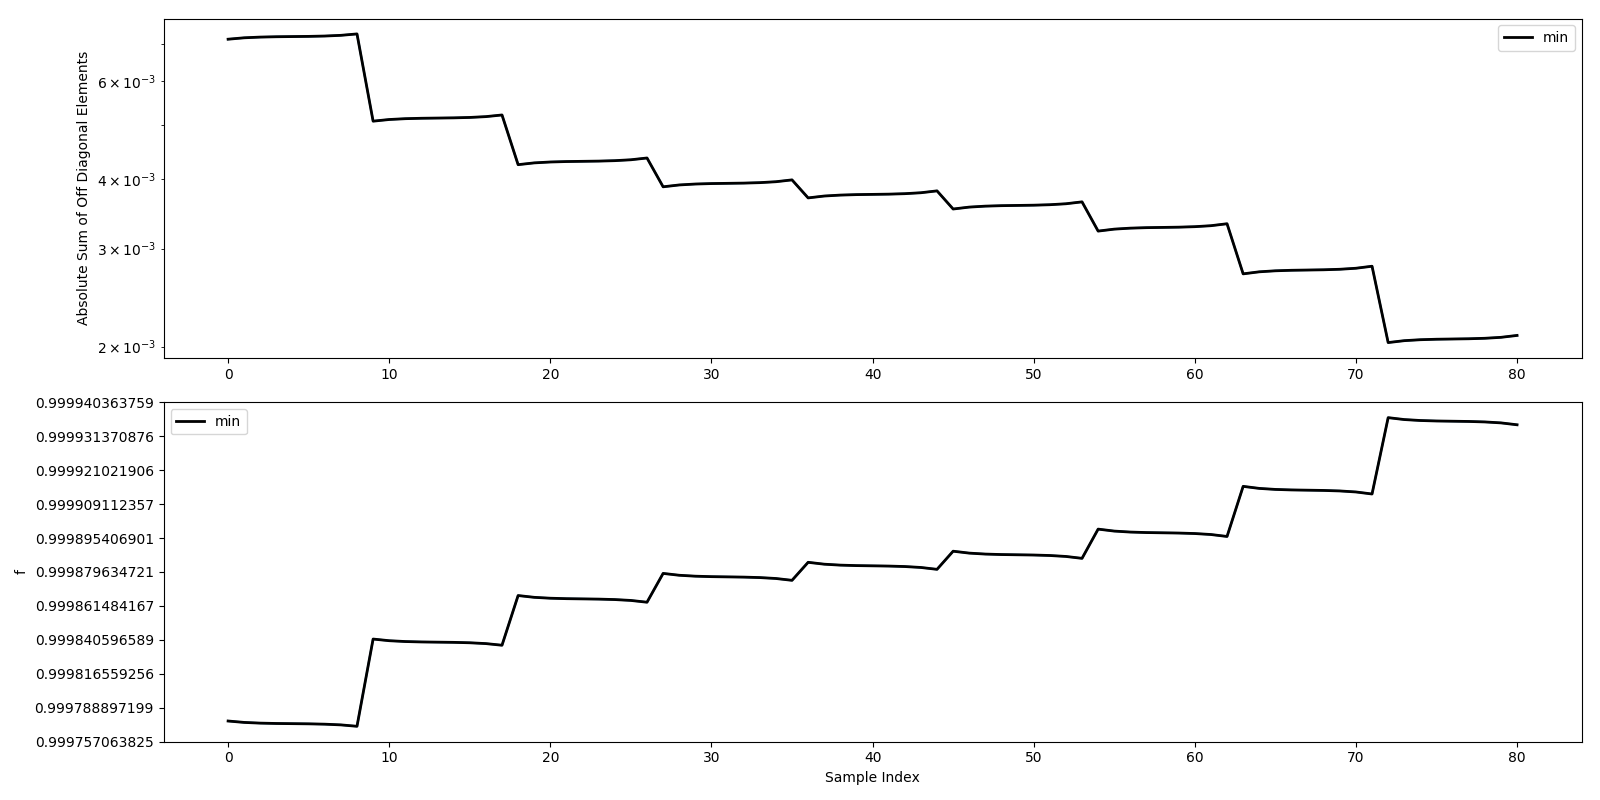 Absolute Sum of Off Diagonal Elements
6 × 10⁻³
4 × 10⁻³
3 × 10⁻³
2 × 10⁻³
min
0 10 20 30 40 50 60 70 80
f
0.999940363759
0.999931370876
0.999921021906
0.999909112357
0.999895406901
0.999879634721
0.999861484167
0.999840596589
0.999816559256
0.999788897199
0.999757063825
min
0 10 20 30 40 50 60 70 80
Sample Index